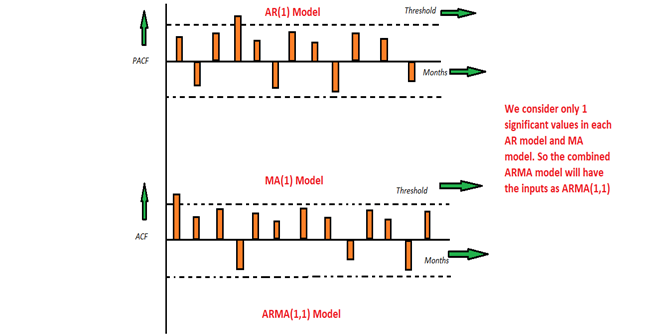 AR(1) Model
Threshold
PACF
Months
We consider only 1
significant values in each
AR model and MA
model. So the combined
ARMA model will have
the inputs as ARMA(1,1)
MA(1) Model
Threshold
ACF
Months
ARMA(1,1) Model